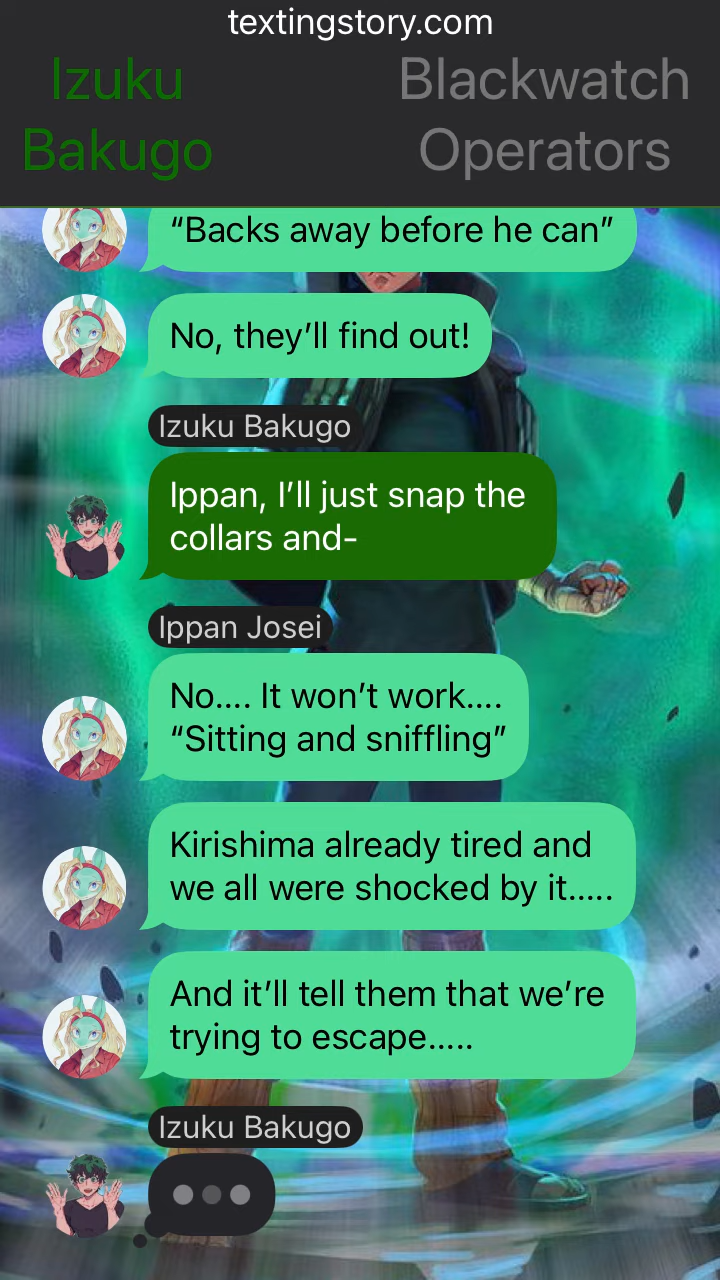 textingstory.com
Izuku
Bakugo
Blackwatch
Operators
“Backs away before he can”
No, they’ll find out!
Izuku Bakugo
Ippan, I’ll just snap the
collars and-
Ippan Josei
No.... It won’t work....
“Sitting and sniffling”
Kirishima already tired and
we all were shocked by it.....
And it’ll tell them that we’re
trying to escape.....
Izuku Bakugo